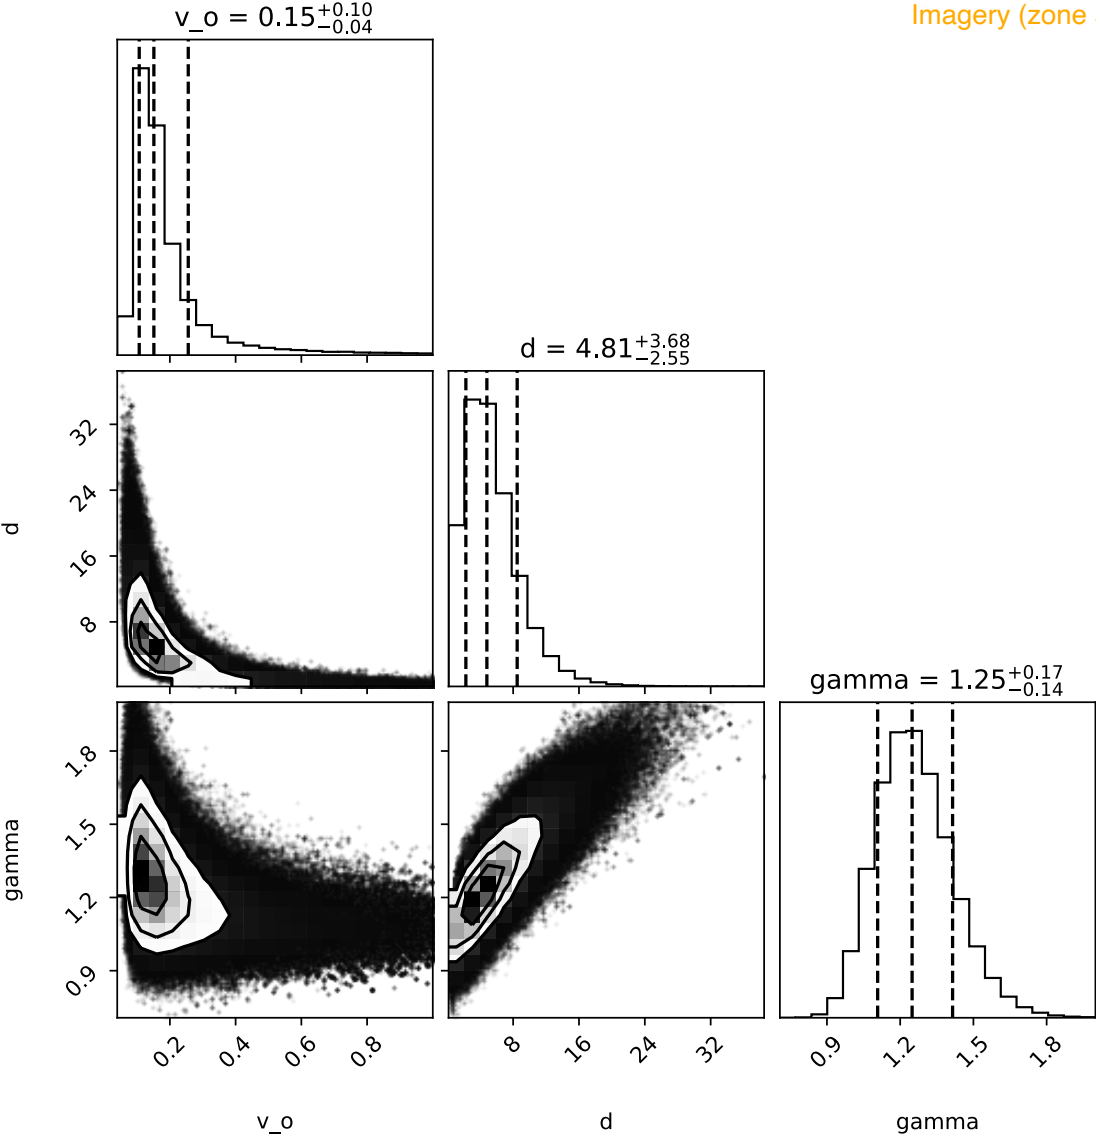 v_o = 0.15+0.10−0.04
Imagery (zone
d = 4.81+3.68−2.55
32
24
16
8
d
gamma = 1.25+0.17−0.14
1.8
1.5
1.2
0.9
gamma
0.2 0.4 0.6 0.8
8 16 24 32
0.9 1.2 1.5 1.8
v_o d gamma